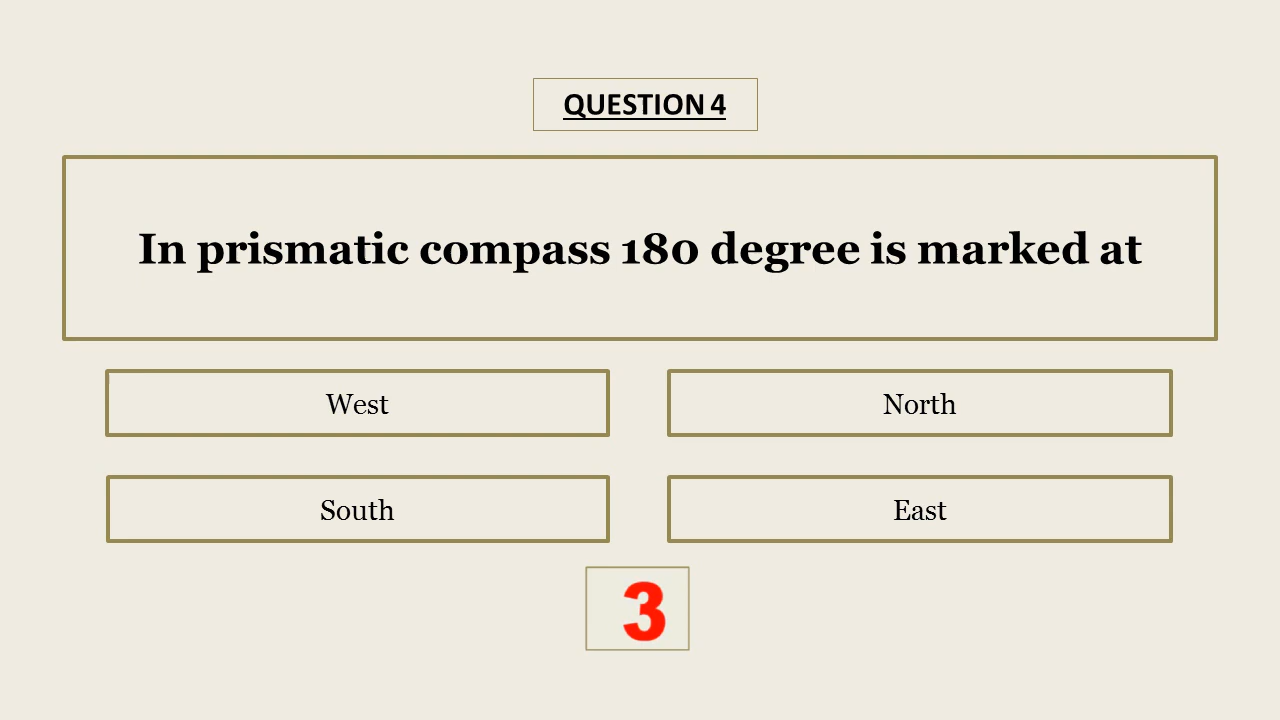 QUESTION 4
In prismatic compass 180 degree is marked at
West
North
South
East
3